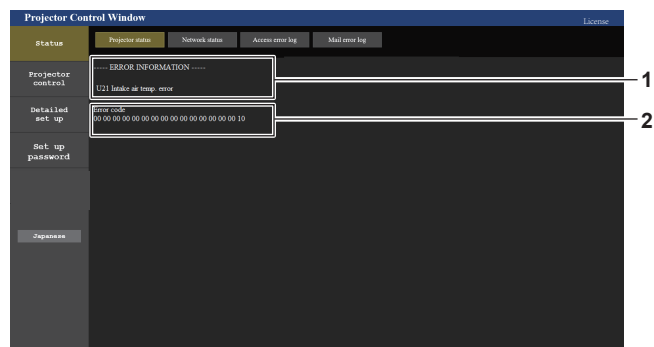 Projector Control Window
License
Status
Projector status
Network status
Access error log
Mail error log
Projector
control
Detailed
set up
Set up
password
Japanese
----- ERROR INFORMATION -----
U21 Intake air temp. error
Error code
00 00 00 00 00 00 00 00 00 00 00 00 00 00 00 10
1
2